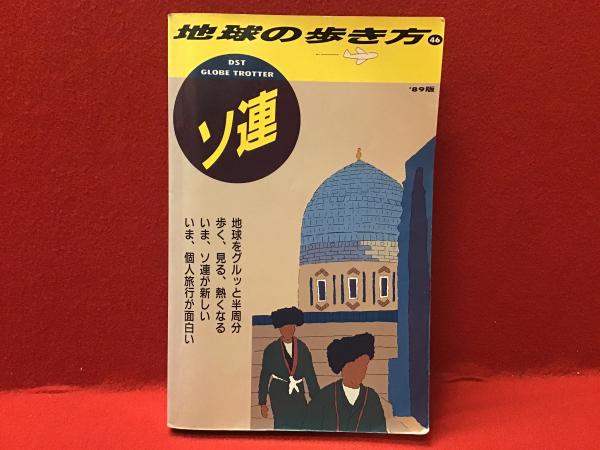 地球の歩き方 46
DST
GLOBE TROTTER
'89版
ソ連
地球をグルッと半周分
歩く、見る、熱くなる
いま、ソ連が新しい
いま、個人旅行が面白い